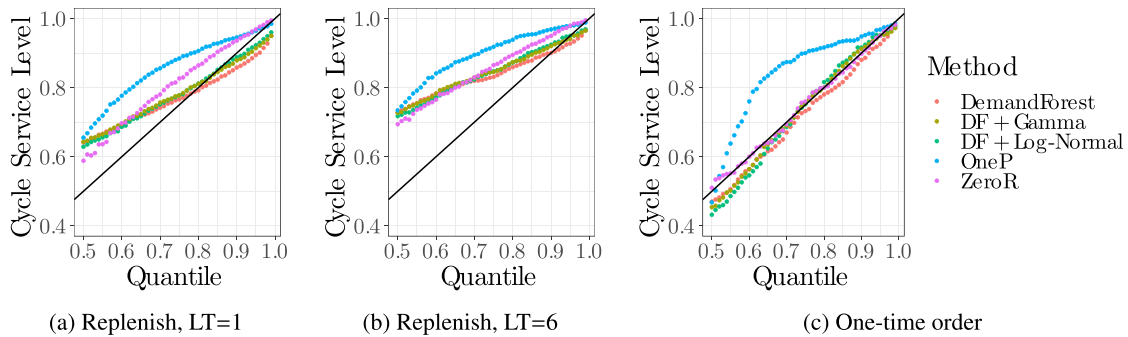 Cycle Service Level
1.0
0.8
0.6
0.4
0.5 0.6 0.7 0.8 0.9 1.0
Quantile
(a) Replenish, LT=1
Cycle Service Level
1.0
0.8
0.6
0.4
0.5 0.6 0.7 0.8 0.9 1.0
Quantile
(b) Replenish, LT=6
Cycle Service Level
1.0
0.8
0.6
0.4
0.5 0.6 0.7 0.8 0.9 1.0
Quantile
(c) One-time order
Method
DemandForest
DF+Gamma
DF+Log-Normal
OneP
ZeroR